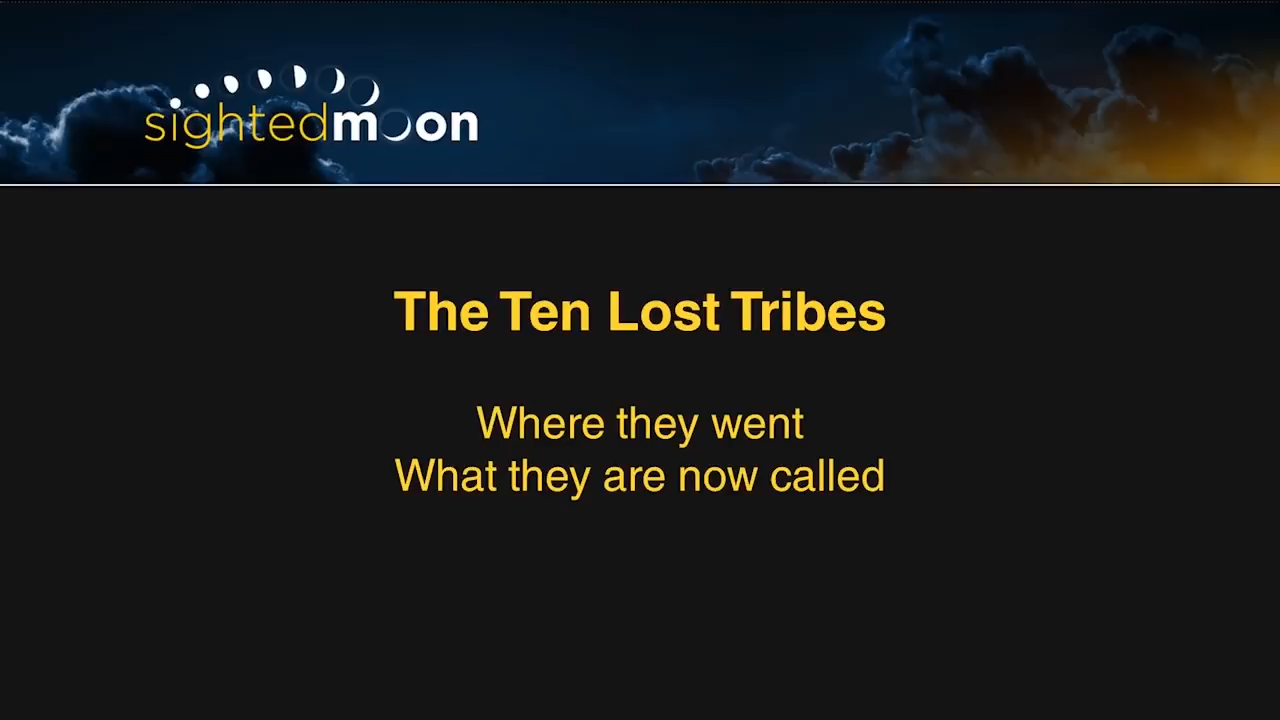 sightedmoon
The Ten Lost Tribes
Where they went
What they are now called